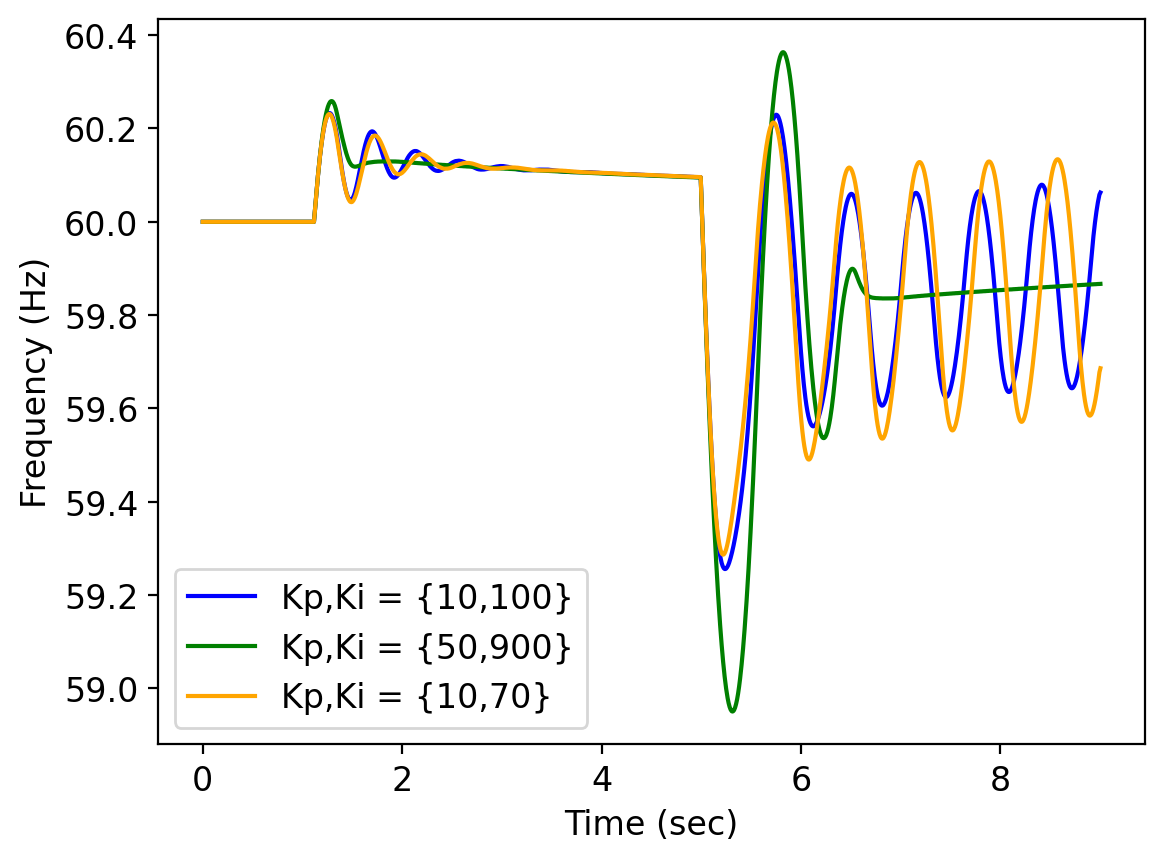 60.4
60.2
60.0
59.8
59.6
59.4
59.2
59.0
Frequency (Hz)
Kp,Ki = {10,100}
Kp,Ki = {50,900}
Kp,Ki = {10,70}
0 2 4 6 8
Time (sec)